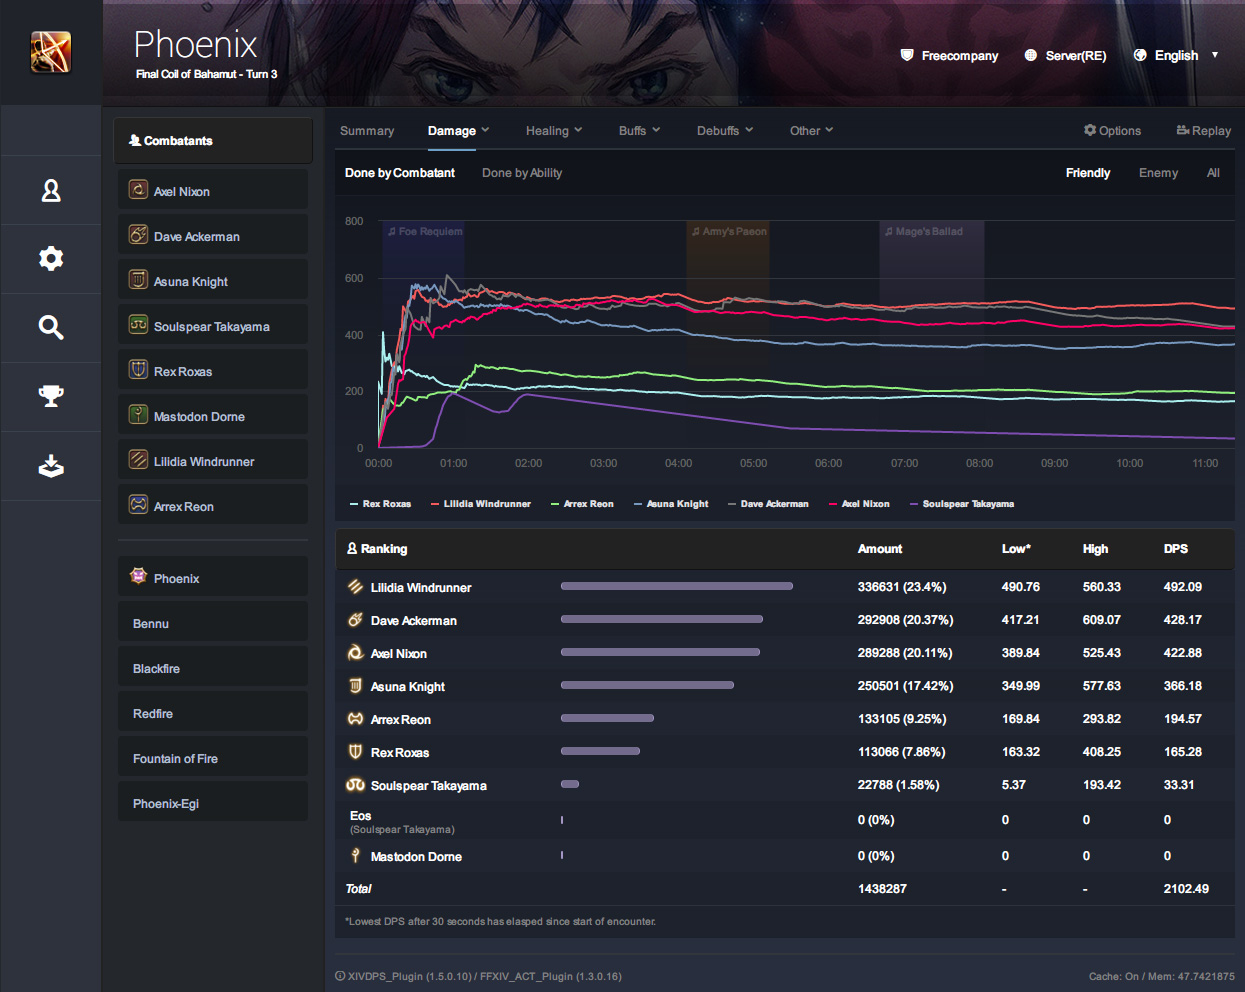 Phoenix
Final Coil of Bahamut - Turn 3
Freecompany
Server(RE)
English
Combatants
Axel Nixon
Dave Ackerman
Asuna Knight
Soulspear Takayama
Rex Roxas
Mastodon Dorne
Lilidia Windrunner
Arrex Reon
Phoenix
Bennu
Blackfire
Redfire
Fountain of Fire
Phoenix-Egi
Summary Damage Healing Buffs Debuffs Other Options Replay
Done by Combatant Done by Ability Friendly Enemy All
800
600
400
200
0
Foe Requiem
Army's Paeon
Mage's Ballad
00:00 01:00 02:00 03:00 04:00 05:00 06:00 07:00 08:00 09:00 10:00 11:00
Rex Roxas Lilidia Windrunner Arrex Reon Asuna Knight Dave Ackerman Axel Nixon Soulspear Takayama
Ranking Amount Low* High DPS
Lilidia Windrunner 336631 (23.4%) 490.76 560.33 492.09
Dave Ackerman 292908 (20.37%) 417.21 609.07 428.17
Axel Nixon 289288 (20.11%) 389.84 525.43 422.88
Asuna Knight 250501 (17.42%) 349.99 577.63 366.18
Arrex Reon 133105 (9.25%) 169.84 293.82 194.57
Rex Roxas 113066 (7.86%) 163.32 408.25 165.28
Soulspear Takayama 22788 (1.58%) 5.37 193.42 33.31
Eos 0 (0%) 0 0 0
(Soulspear Takayama)
Mastodon Dorne 0 (0%) 0 0 0
Total 1438287 - - 2102.49
*Lowest DPS after 30 seconds has elasped since start of encounter.
XIVDPS_Plugin (1.5.0.10) / FFXIV_ACT_Plugin (1.3.0.16)
Cache: On / Mem: 47.7421875